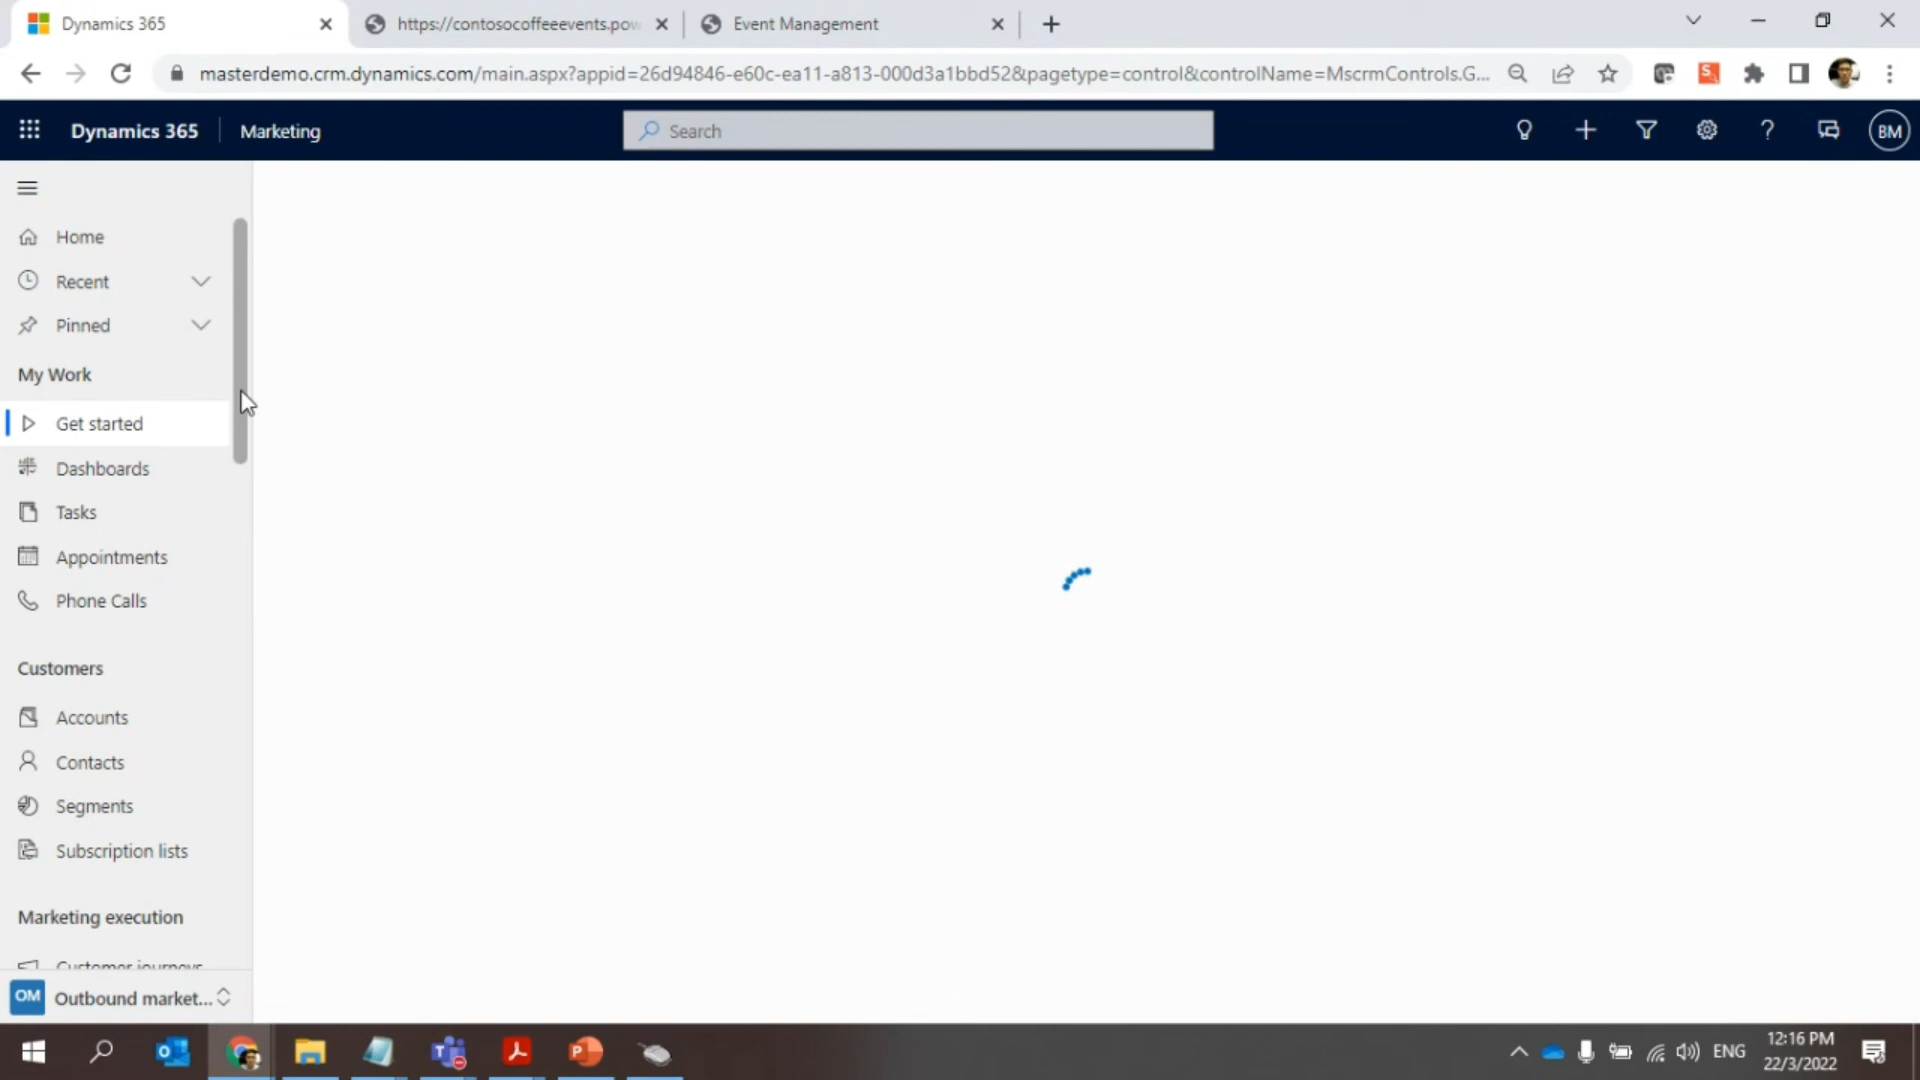 Dynamics 365
https://contosocoffeeevents.pow
Event Management
masterdemo.crm.dynamics.com/main.aspx?appid=26d94846-e60c-ea11-a813-000d3a1bbd52&pagetype=control&controlName=MscrmControls.G...
Dynamics 365
Marketing
Search
BM
Home
Recent
Pinned
My Work
Get started
Dashboards
Tasks
Appointments
Phone Calls
Customers
Accounts
Contacts
Segments
Subscription lists
Marketing execution
Customer journeys
OM
Outbound market...
ENG
12:16 PM
22/3/2022